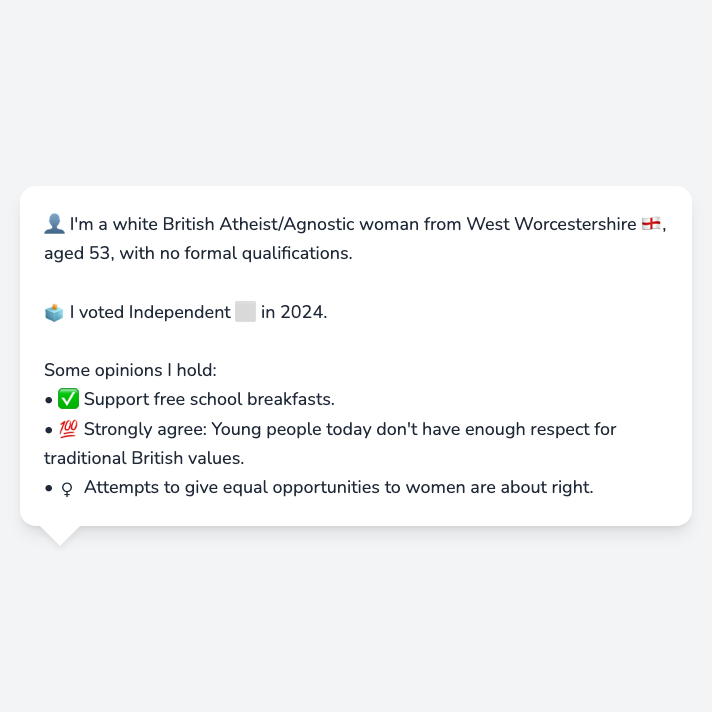 👤 I'm a white British Atheist/Agnostic woman from West Worcestershire 🏴󠁧󠁢󠁥󠁮󠁧󠁿,
aged 53, with no formal qualifications.
🗳️ I voted Independent ⬜ in 2024.
Some opinions I hold:
• ✅ Support free school breakfasts.
• 💯 Strongly agree: Young people today don't have enough respect for
traditional British values.
• ♀ Attempts to give equal opportunities to women are about right.